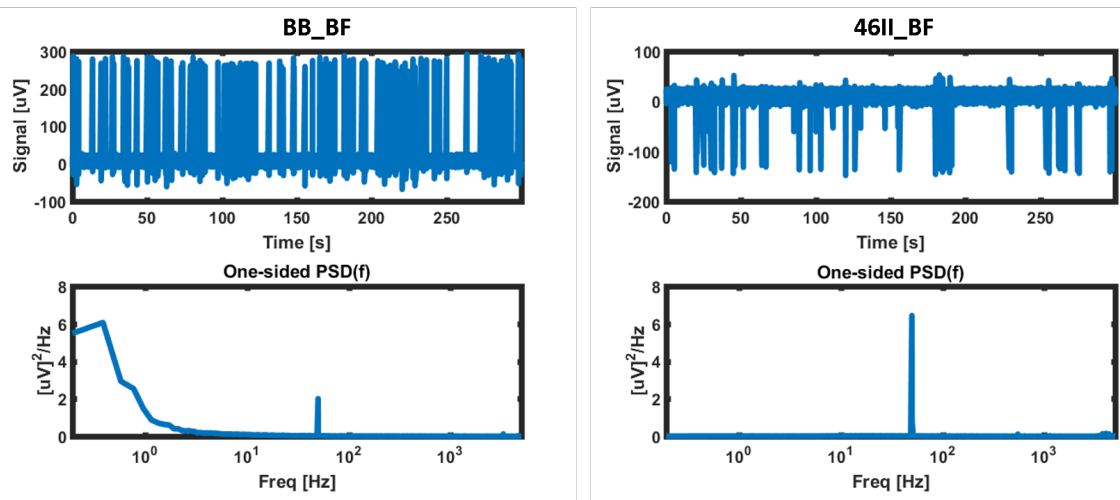 BB_BF
300
200
100
0
-100
Signal [uV]
0 50 100 150 200 250
Time [s]
One-sided PSD(f)
8
6
4
2
0
[uV]²/Hz
10⁰ 10¹ 10² 10³
Freq [Hz]
46II_BF
100
0
-100
-200
Signal [uV]
0 50 100 150 200 250
Time [s]
One-sided PSD(f)
8
6
4
2
0
[uV]²/Hz
10⁰ 10¹ 10² 10³
Freq [Hz]